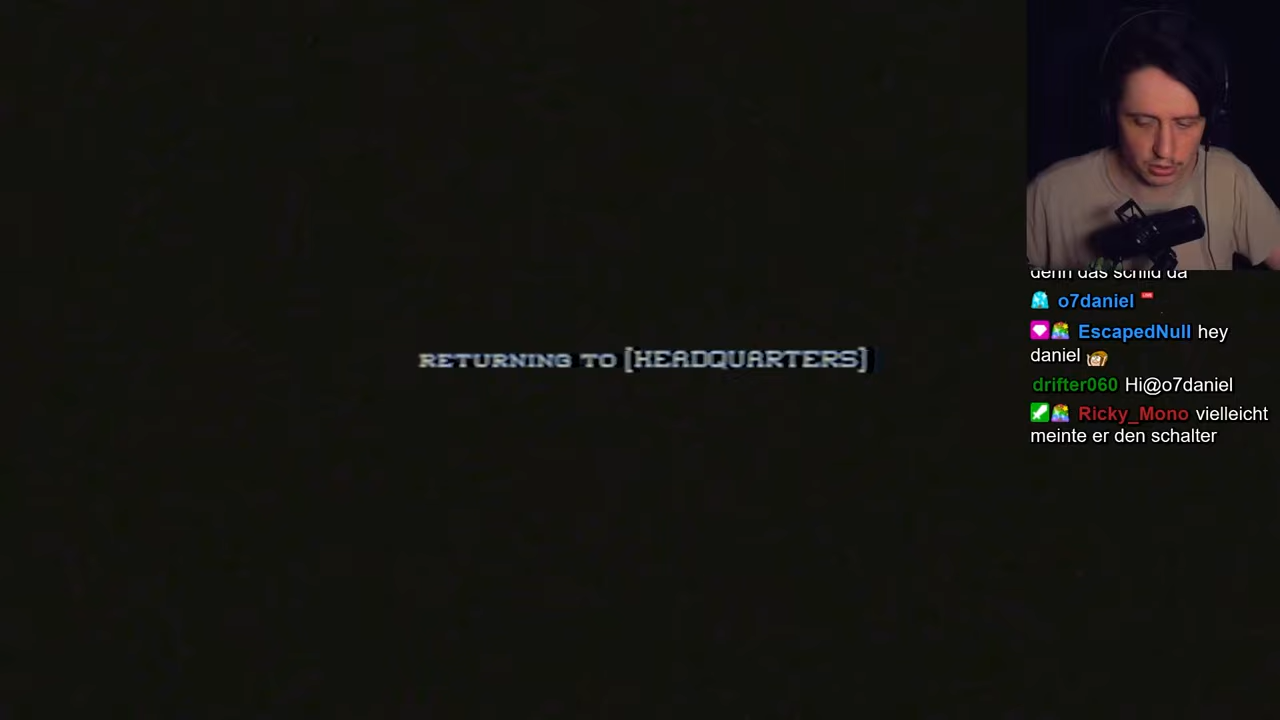 RETURNING TO [HEADQUARTERS]
denn das schild da
o7daniel
EscapedNull hey
daniel
drifter060 Hi@o7daniel
Ricky_Mono vielleicht
meinte er den schalter